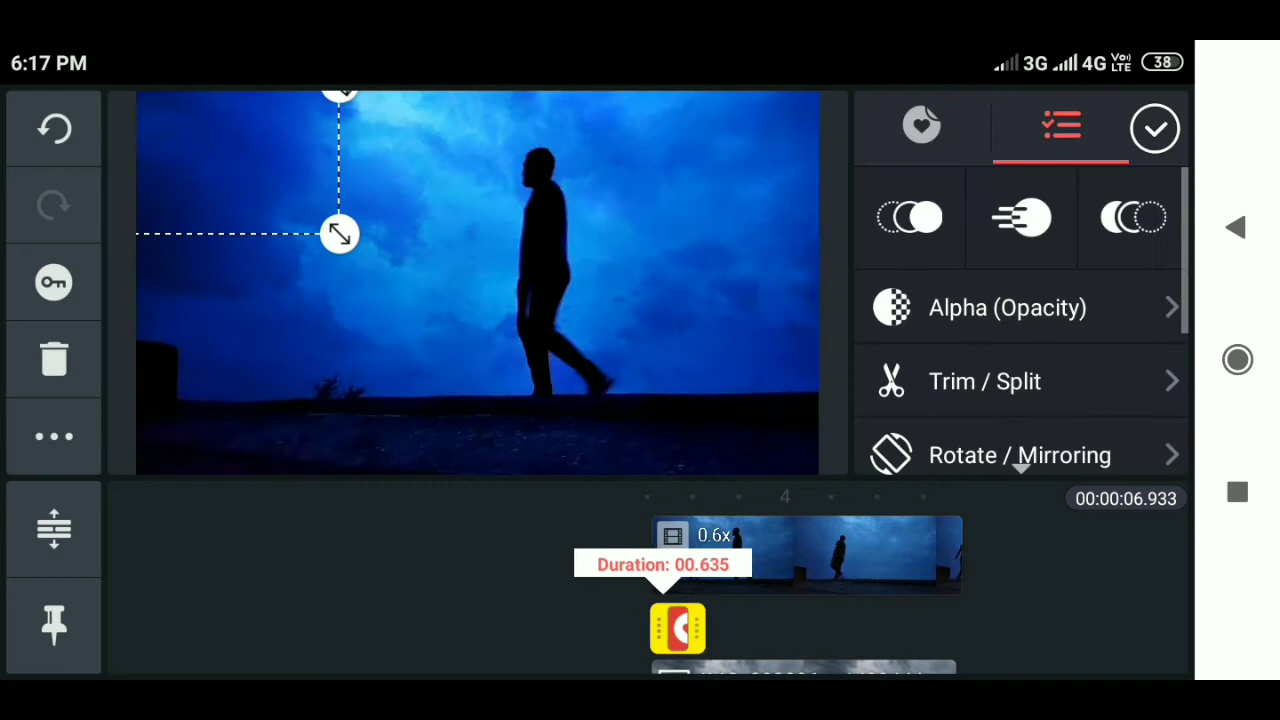 6:17 PM
3G 4G Vo) LTE 38
Alpha (Opacity)
Trim / Split
Rotate / Mirroring
4
00:00:06.933
0.6x
Duration: 00.635